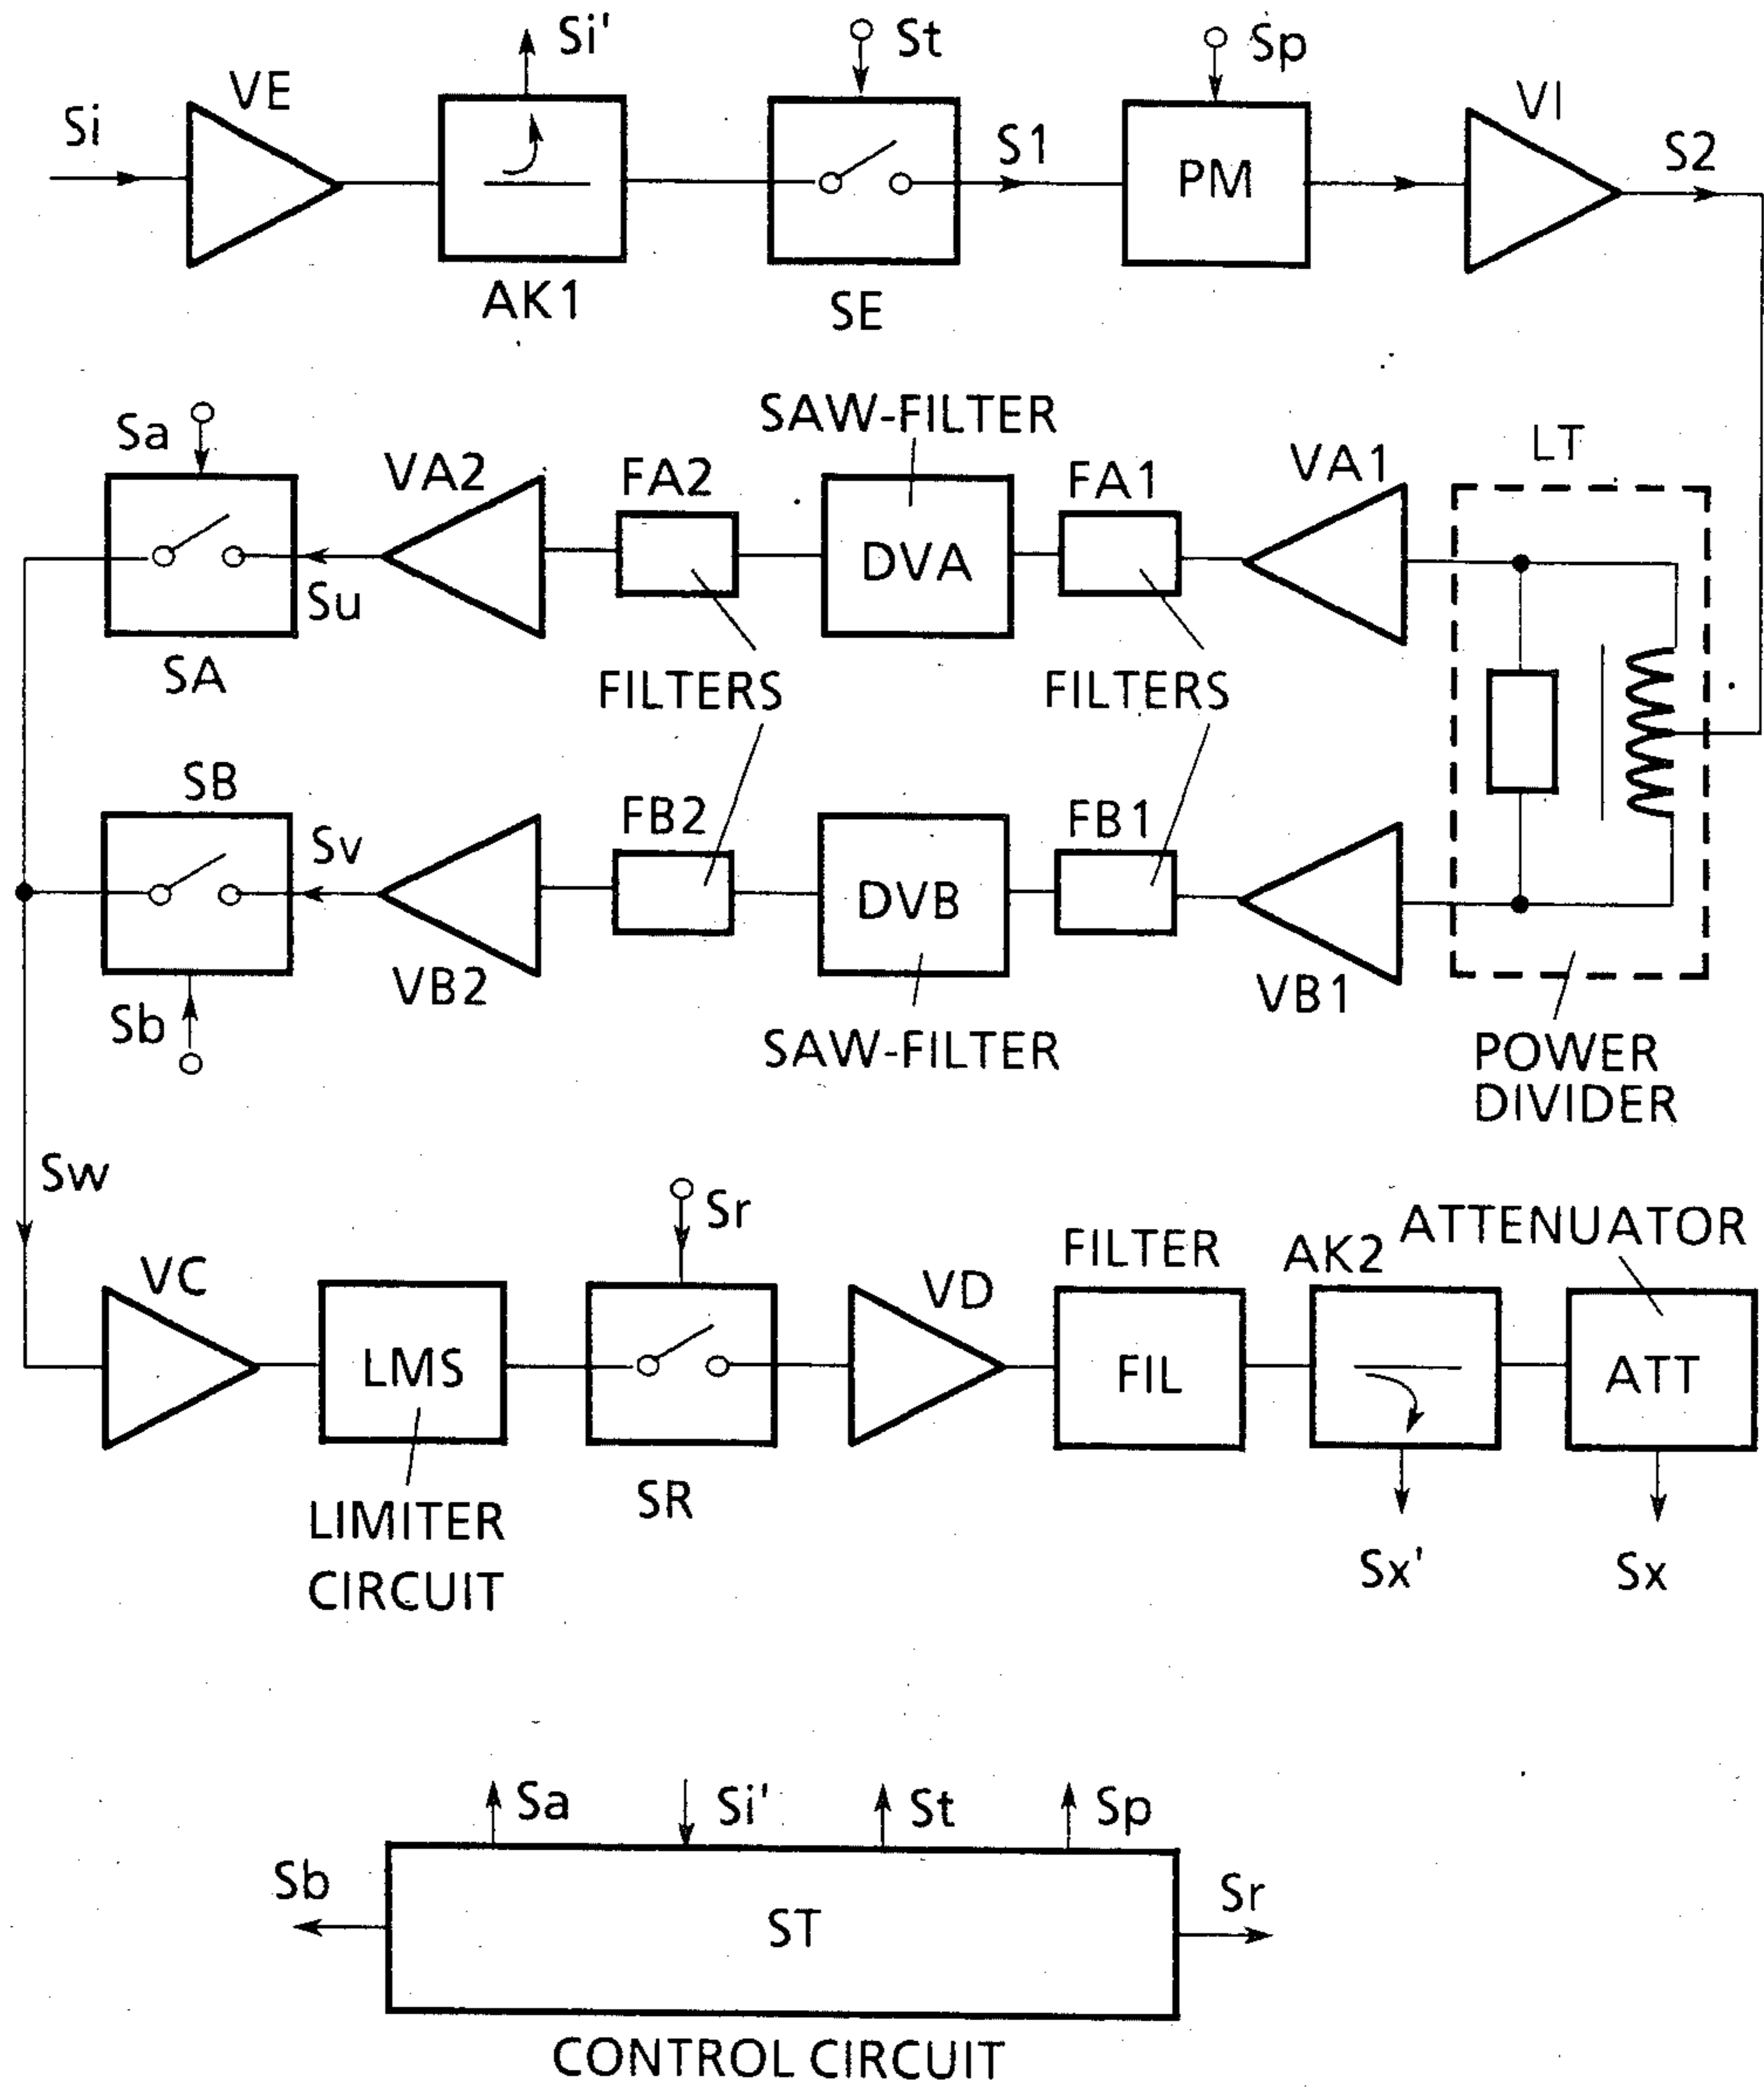 Si
VE
Si'
AK1
St
SE
S1
Sp
PM
VI
S2
Sa
SA
Su
VA2
FA2
SAW-FILTER
DVA
FA1
VA1
LT
FILTERS
FILTERS
SB
Sb
Sv
VB2
FB2
DVB
SAW-FILTER
FB1
VB1
POWER
DIVIDER
Sw
VC
LMS
LIMITER
CIRCUIT
Sr
SR
VD
FILTER
FIL
AK2
Sx'
ATTENUATOR
ATT
Sx
Sa
Si'
St
Sp
Sb
ST
Sr
CONTROL CIRCUIT